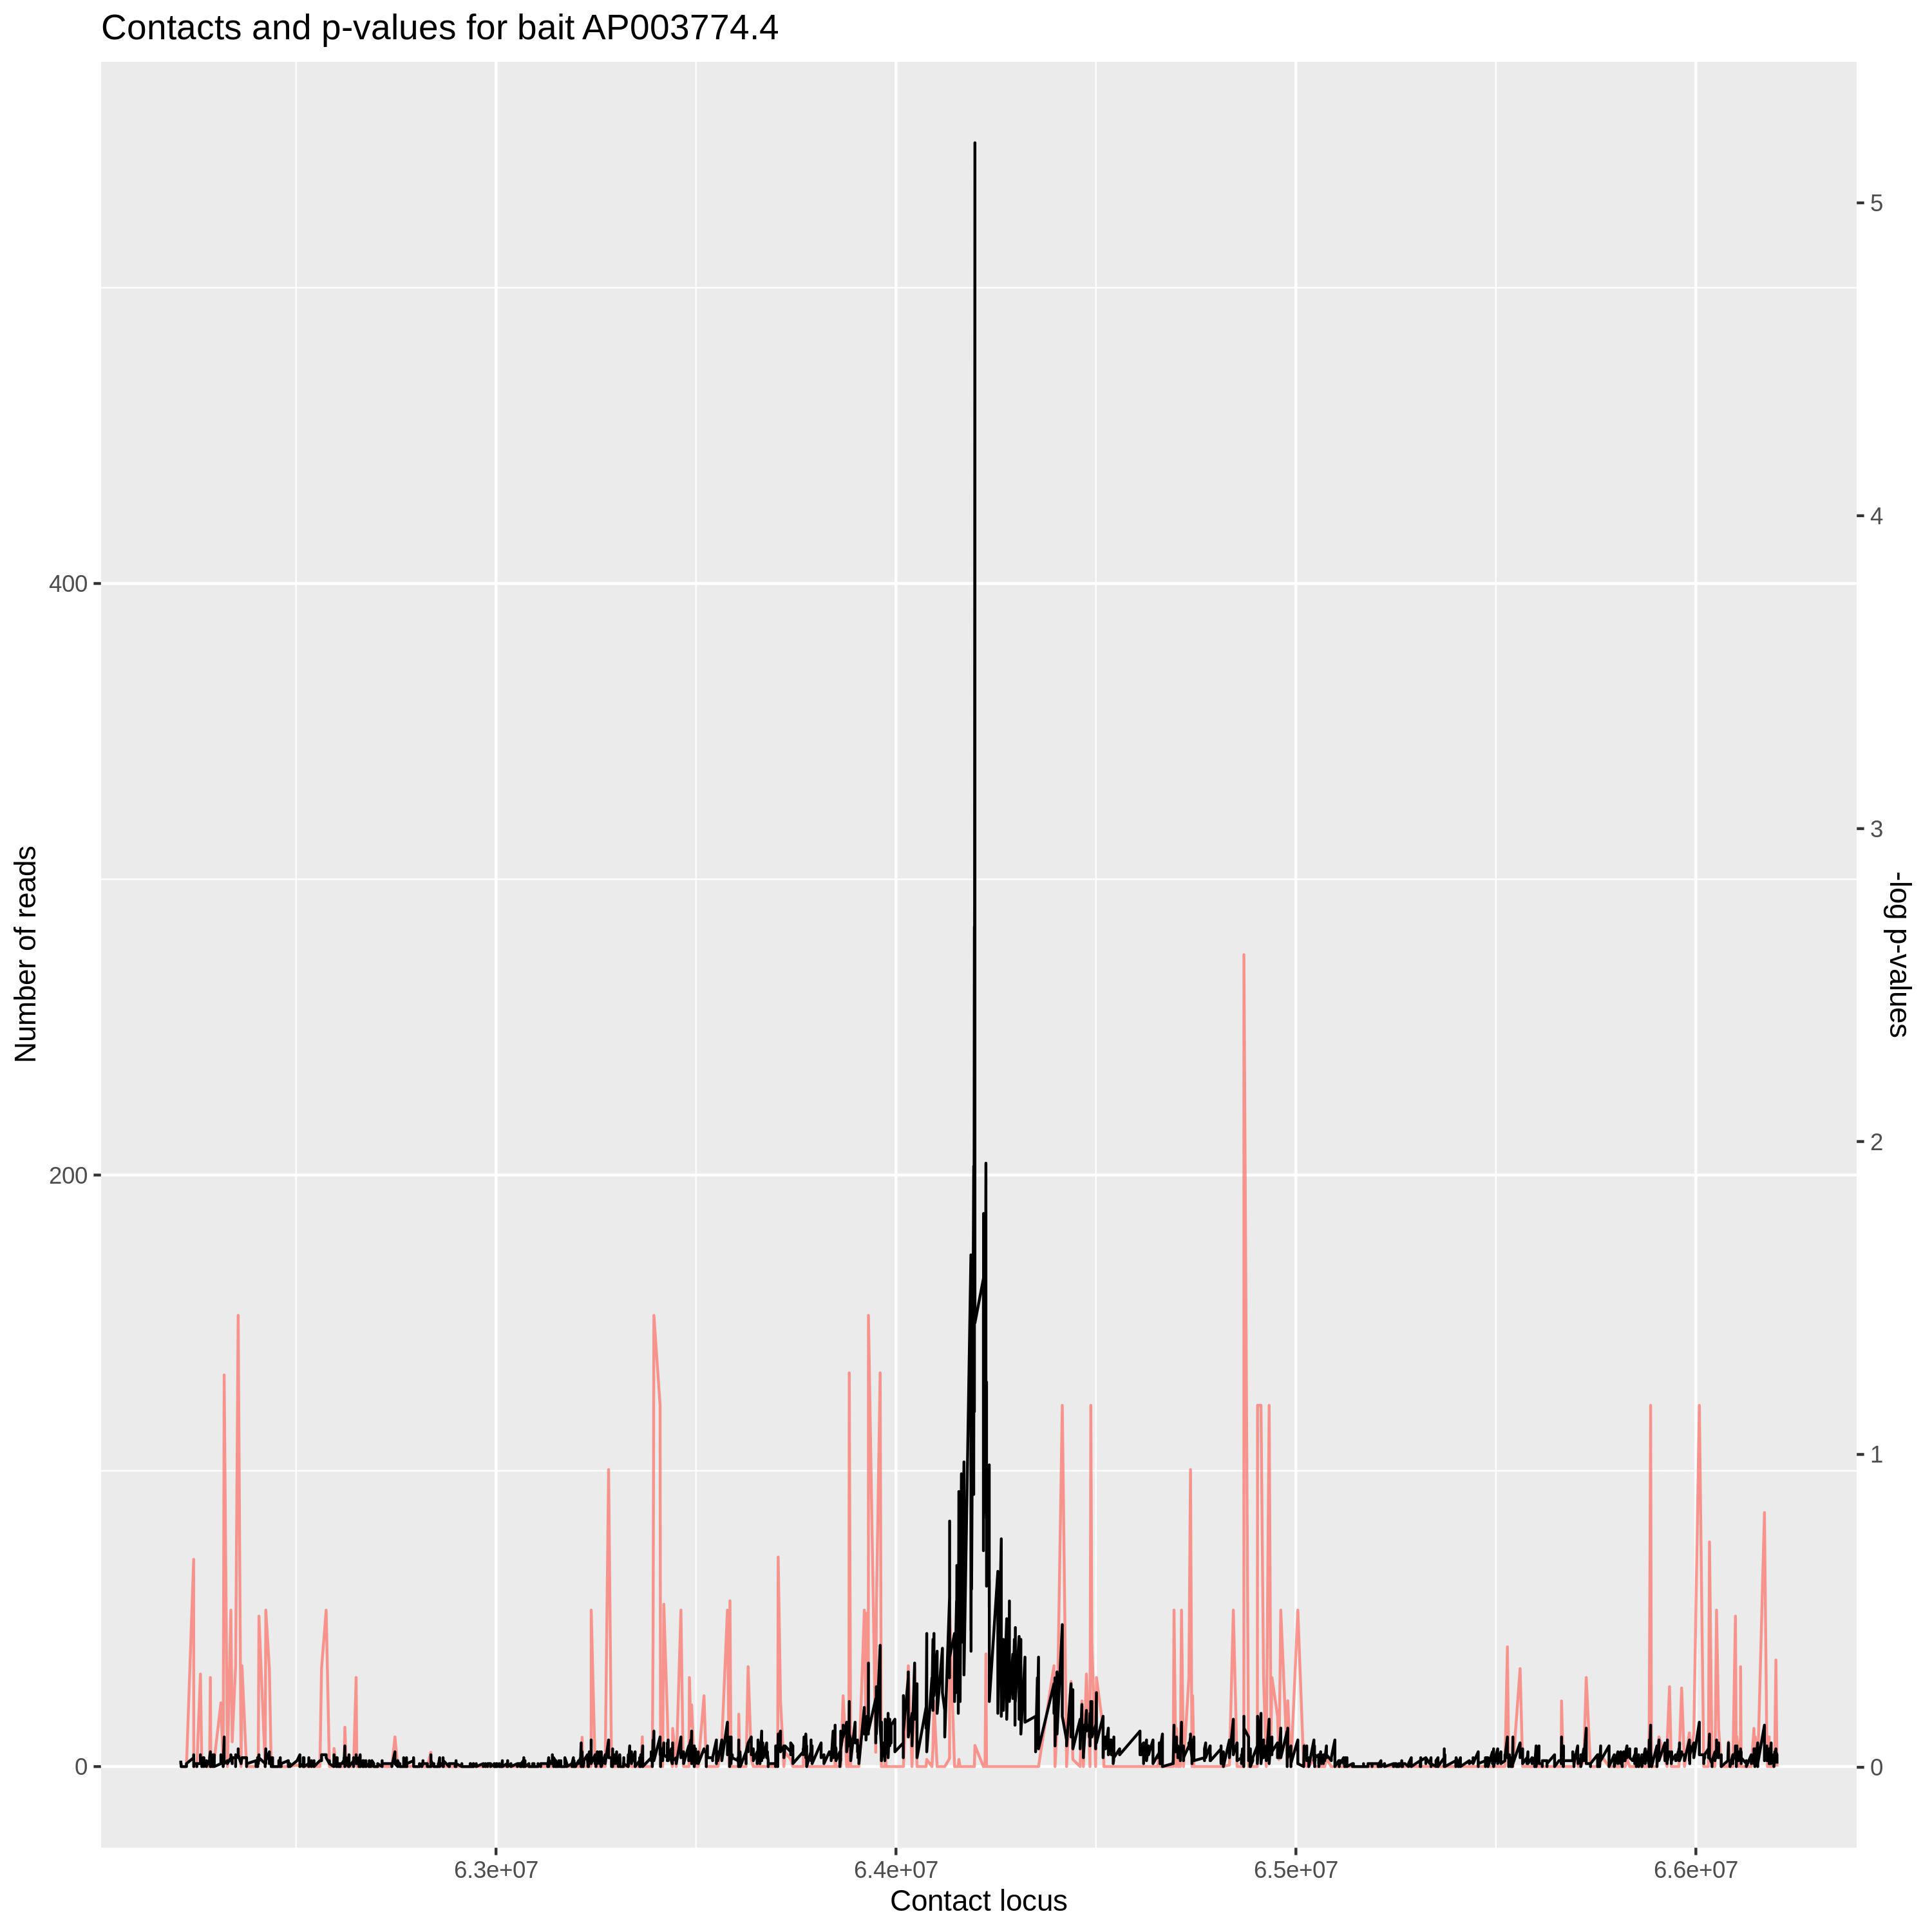 Contacts and p-values for bait AP003774.4
Number of reads
400
200
0
5
4
3
2
1
0
-log p-values
6.3e+07
6.4e+07
6.5e+07
6.6e+07
Contact locus